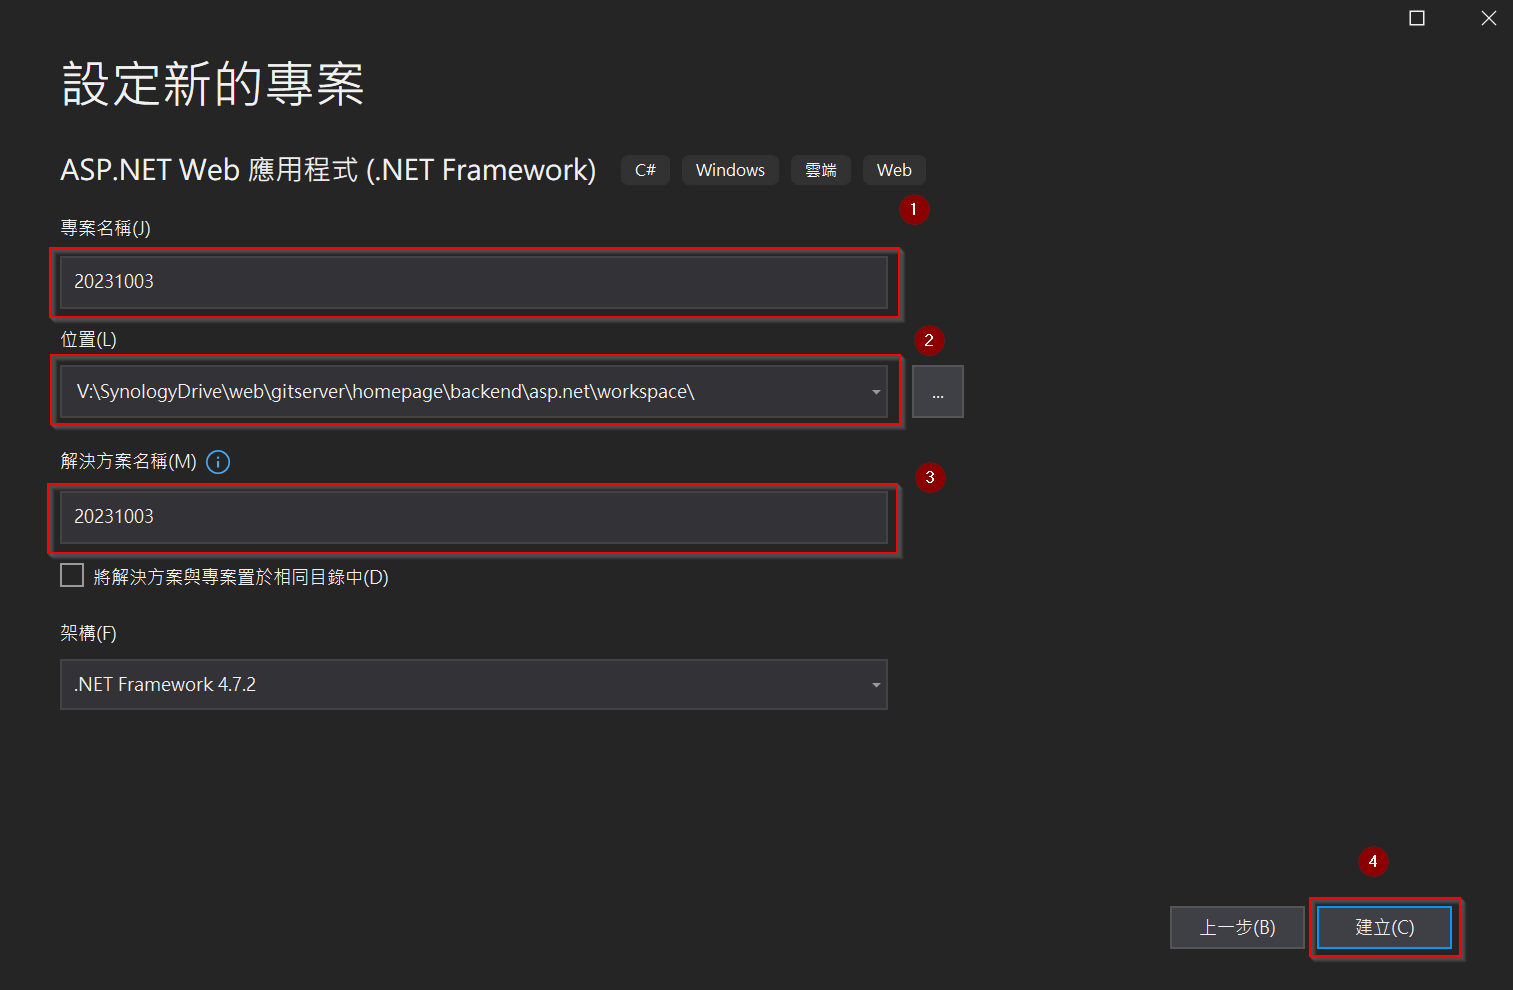 設定新的專案
ASP.NET Web 應用程式 (.NET Framework) C# Windows 雲端 Web
1
專案名稱(J)
20231003
位置(L)
2
V:\SynologyDrive\web\gitserver\homepage\backend\asp.net\workspace\ ...
解決方案名稱(M)
3
20231003
將解決方案與專案置於相同目錄中(D)
架構(F)
.NET Framework 4.7.2
4
上一步(B) 建立(C)